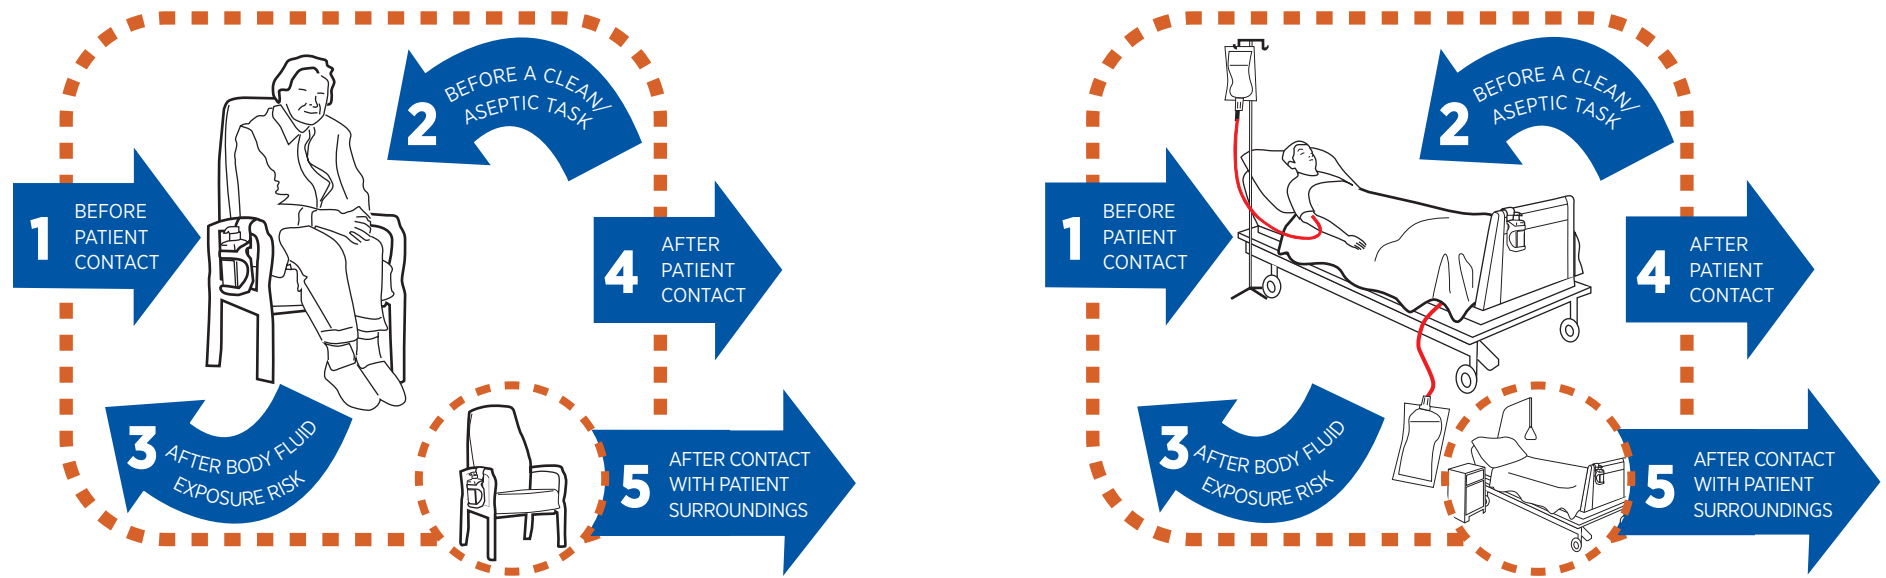 1
BEFORE
PATIENT
CONTACT
2
BEFORE A CLEAN/
ASEPTIC TASK
3
AFTER BODY FLUID
EXPOSURE RISK
4
AFTER
PATIENT
CONTACT
5
AFTER CONTACT
WITH PATIENT
SURROUNDINGS
1
BEFORE
PATIENT
CONTACT
2
BEFORE A CLEAN/
ASEPTIC TASK
3
AFTER BODY FLUID
EXPOSURE RISK
4
AFTER
PATIENT
CONTACT
5
AFTER CONTACT
WITH PATIENT
SURROUNDINGS